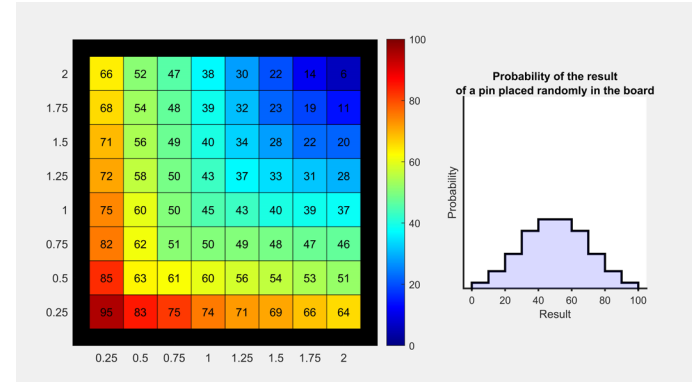 100
2 66 52 47 38 30 22 14
80
1.75 68 54 48 39 32 23 19 11
1.5 71 56 49 40 34 28 22 20
60
1.25 72 58 50 43 37 33 31 28
1 75 60 50 45 43 40 39 37
40
0.75 82 62 51 50 49 48 47 46
20
0.5 85 63 61 60 56 54 53 51
0.25 95 83 75 74 71 69 66 64
0
0.25 0.5 0.75 1 1.25 1.5 1.75 2
Probability of the result
of a pin placed randomly in the board
Probability
0 20 40 60 80 100
Result